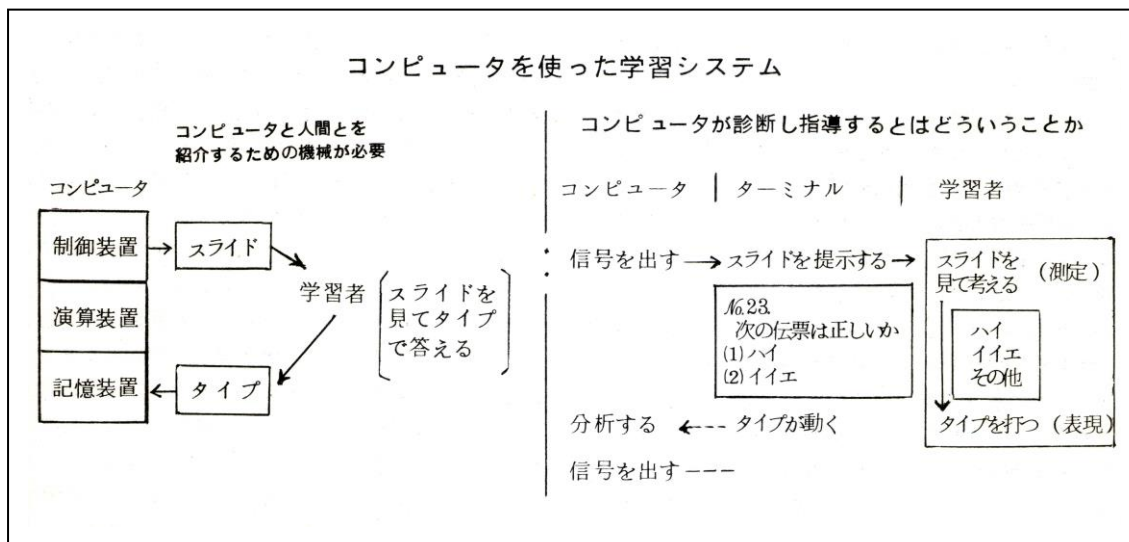 コンピュータを使った学習システム
コンピュータと人間とを
紹介するための機械が必要
コンピュータ
制御装置
スライド
演算装置
学習者
スライドを
見てタイプ
で答える
記憶装置
タイプ
コンピュータが診断し指導するとはどういうことか
コンピュータ
ターミナル
学習者
信号を出す
スライドを提示する
スライドを
見て考える
(測定)
No.23.
次の伝票は正しいか
(1)ハイ
(2)イイエ
ハイ
イイエ
その他
分析する
タイプが動く
タイプを打つ
(表現)
信号を出す